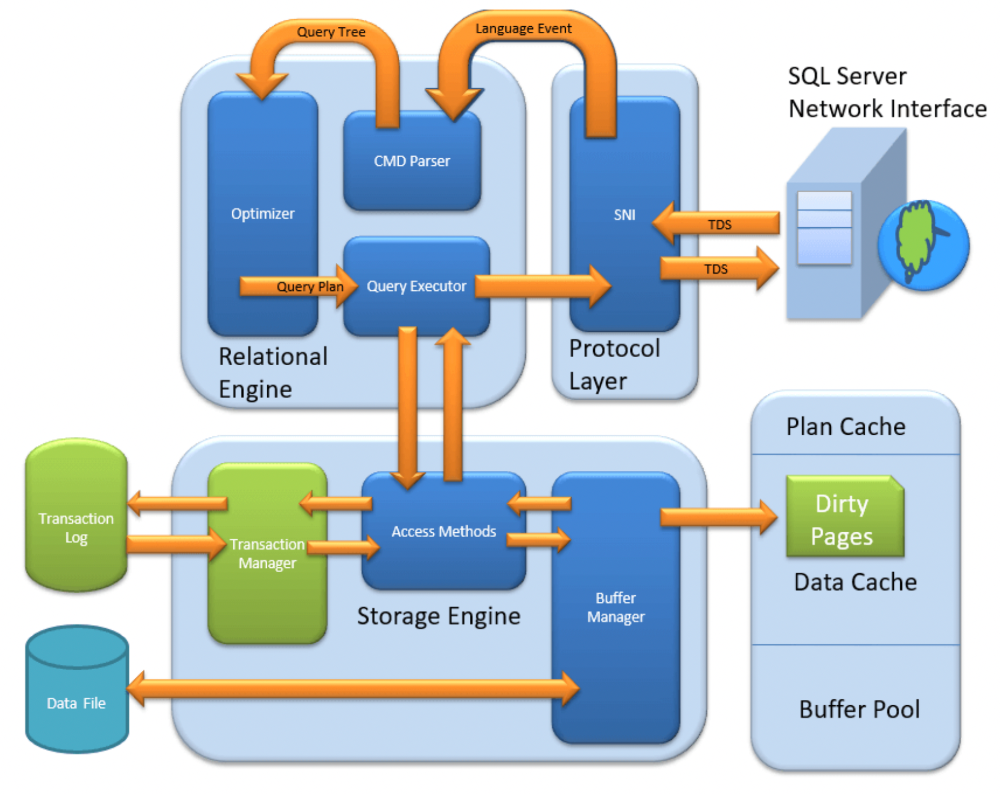 Query Tree
Language Event
SQL Server
Network Interface
CMD Parser
Optimizer
SNI
TDS
TDS
Query Plan
Query Executor
Relational
Engine
Protocol
Layer
Plan Cache
Dirty
Pages
Data Cache
Buffer Pool
Transaction
Log
Transaction
Manager
Access Methods
Storage Engine
Buffer
Manager
Data File